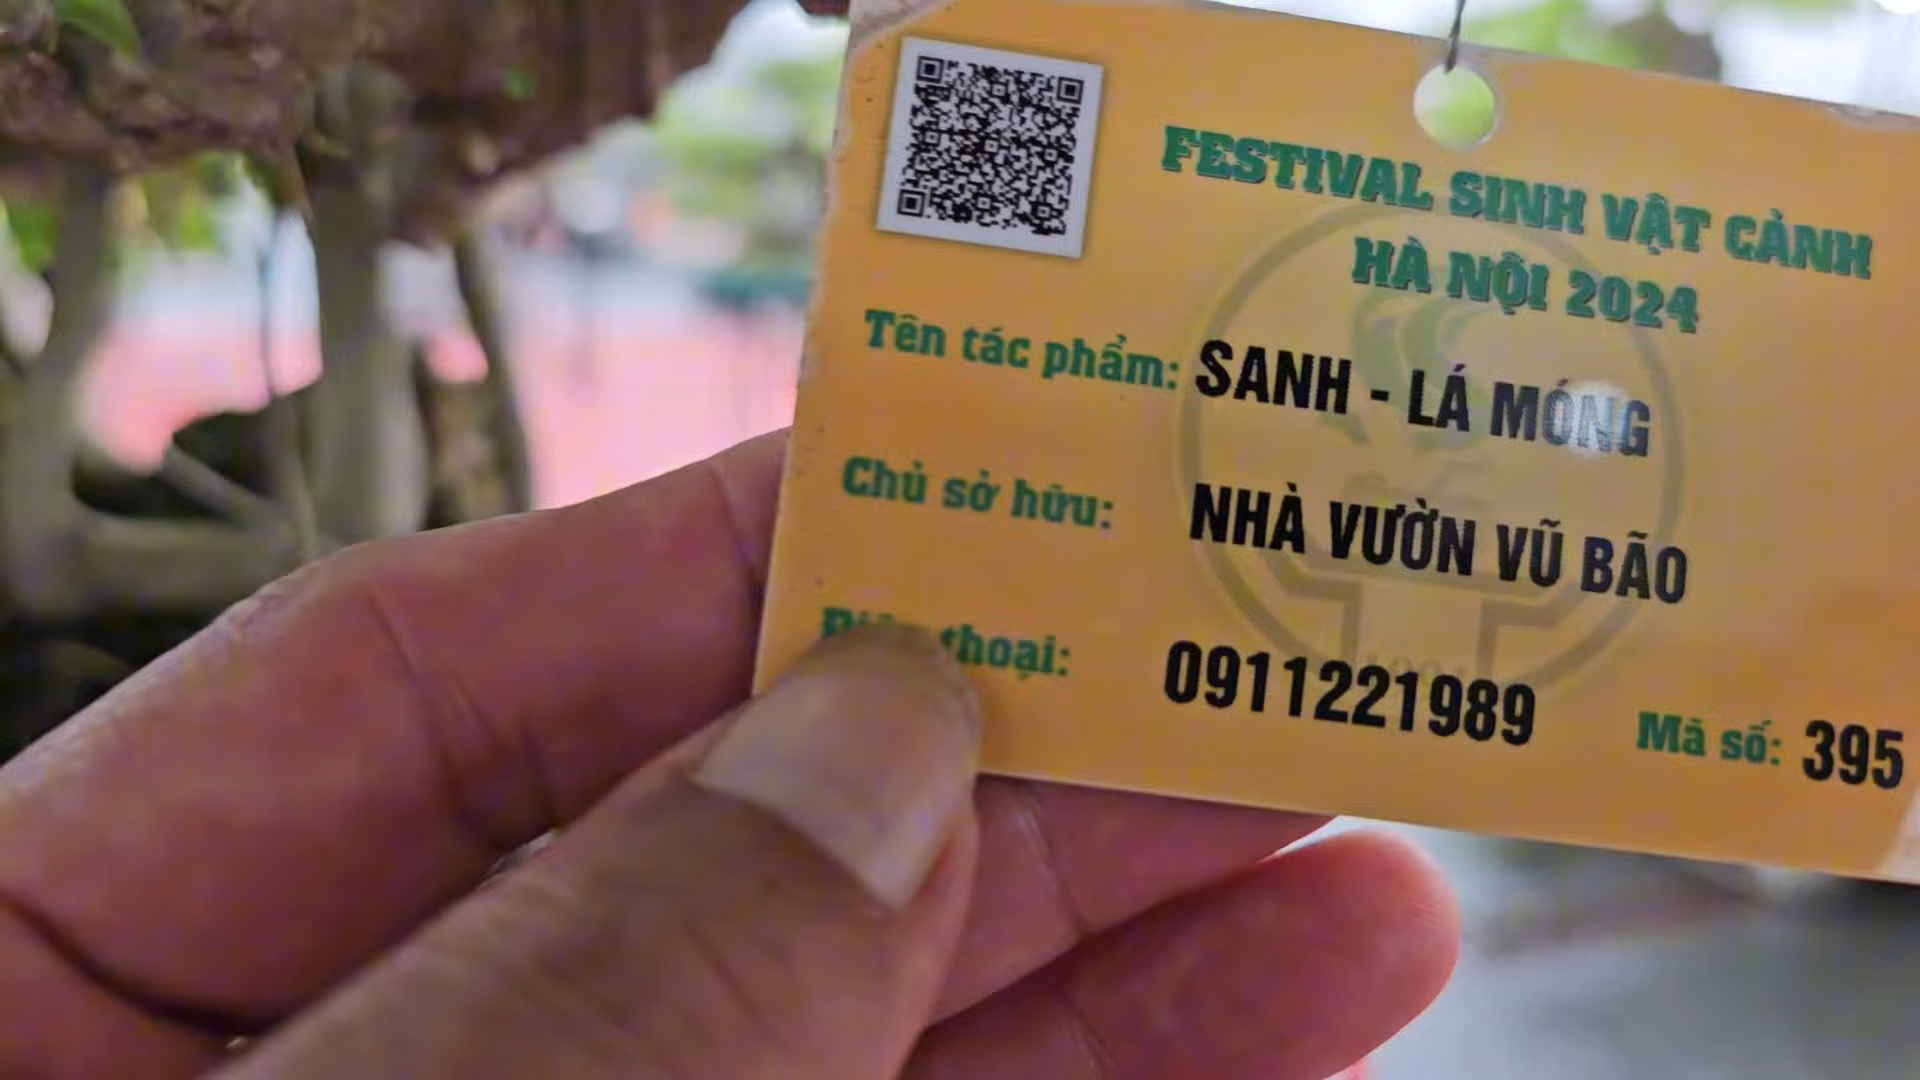 FESTIVAL SINH VẬT CẢNH
HÀ NỘI 2024
Tên tác phẩm: SANH - LÁ MÓNG
Chủ sở hữu: NHÀ VƯỜN VŨ BÃO
thoại: 0911221989 Mã số: 395